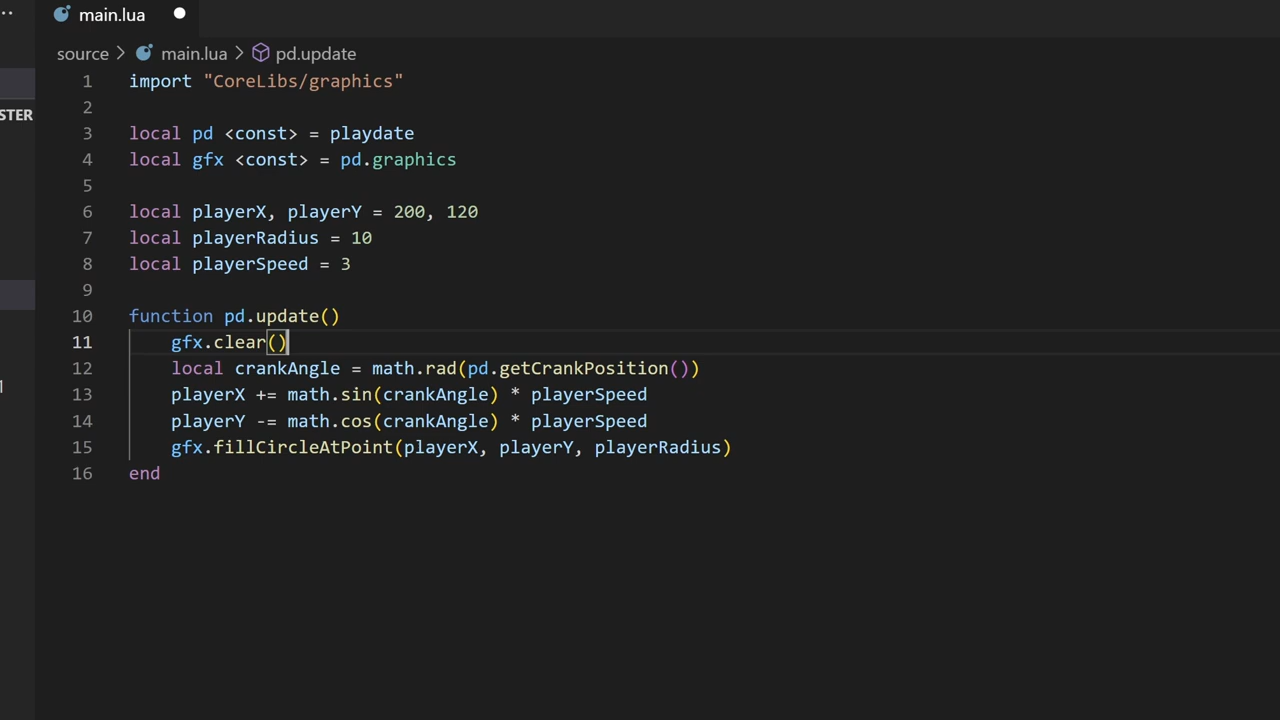 main.lua
source > main.lua > pd.update
1 import "CoreLibs/graphics"
2
STER
3 local pd <const> = playdate
4 local gfx <const> = pd.graphics
5
6 local playerX, playerY = 200, 120
7 local playerRadius = 10
8 local playerSpeed = 3
9
10 function pd.update()
11 gfx.clear()
12 local crankAngle = math.rad(pd.getCrankPosition())
13 playerX += math.sin(crankAngle) * playerSpeed
14 playerY -= math.cos(crankAngle) * playerSpeed
15 gfx.fillCircleAtPoint(playerX, playerY, playerRadius)
16 end